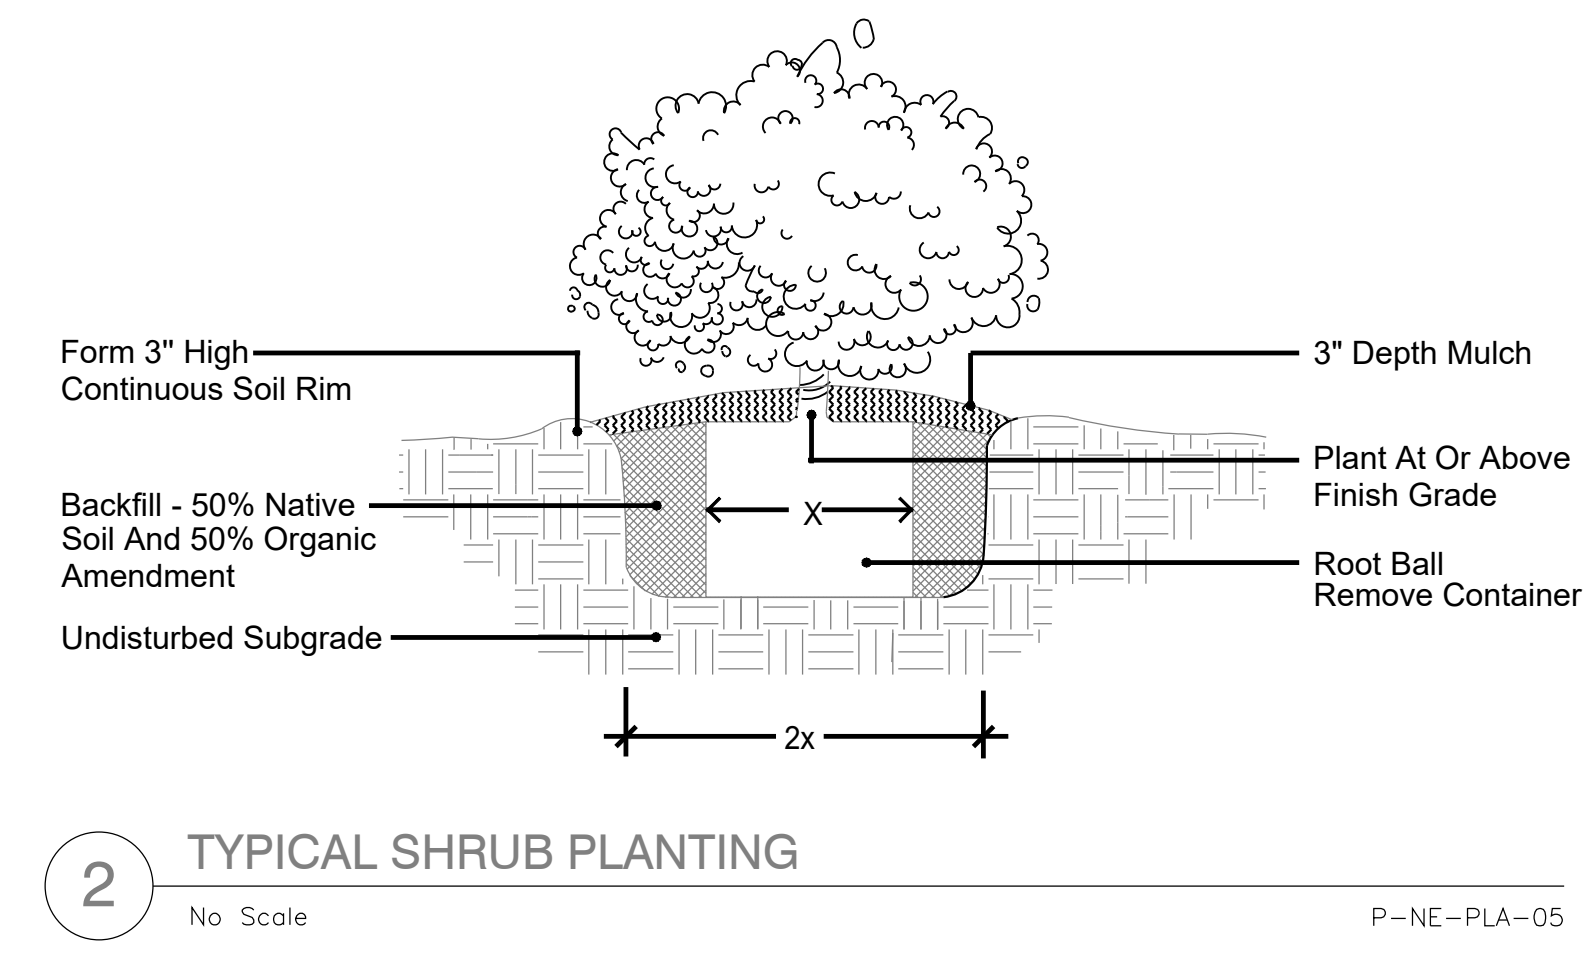 Form 3" High
Continuous Soil Rim
3" Depth Mulch
Plant At Or Above
Finish Grade
Backfill - 50% Native
Soil And 50% Organic
Amendment
X
Root Ball
Remove Container
Undisturbed Subgrade
2x
2
TYPICAL SHRUB PLANTING
No Scale
P-NE-PLA-05